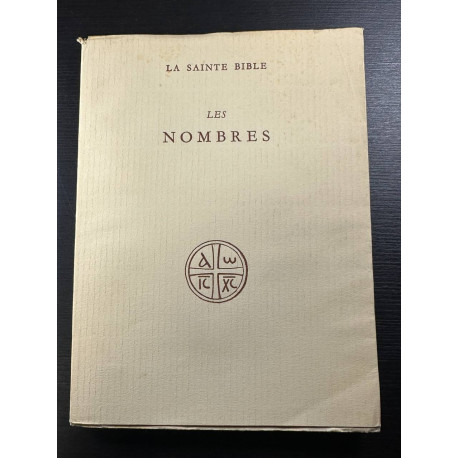 LA SAINTE BIBLE
LES
NOMBRES
Α ω
IC XC